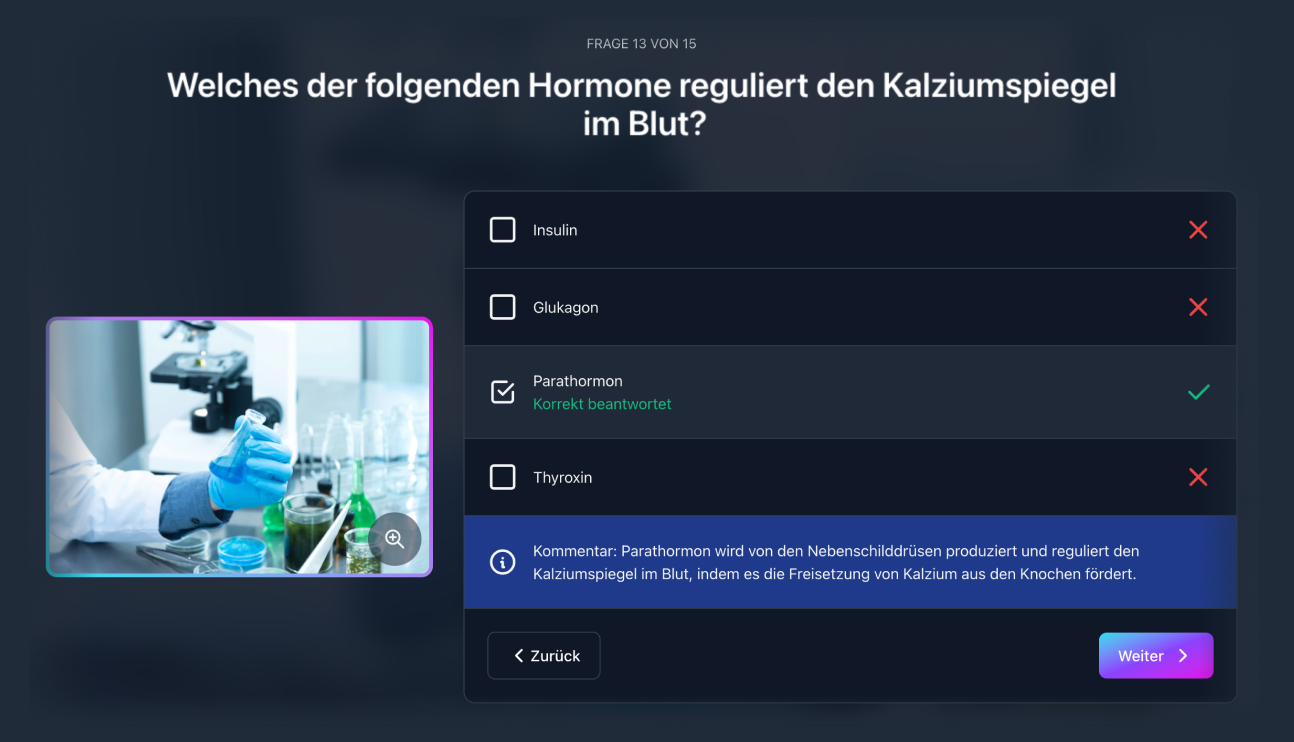 FRAGE 13 VON 15
Welches der folgenden Hormone reguliert den Kalziumspiegel
im Blut?
Insulin
Glukagon
Parathormon
Korrekt beantwortet
Thyroxin
Kommentar: Parathormon wird von den Nebenschilddrüsen produziert und reguliert den
Kalziumspiegel im Blut, indem es die Freisetzung von Kalzium aus den Knochen fördert.
Zurück
Weiter